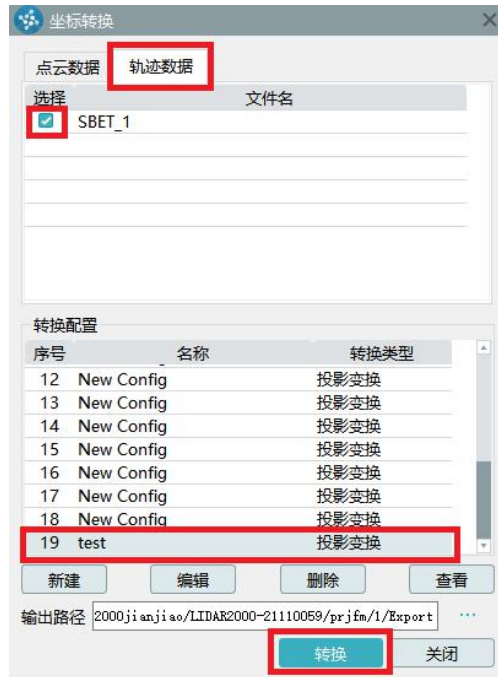 坐标转换
点云数据 轨迹数据
选择 文件名
SBET_1
转换配置
序号 名称 转换类型
12 New Config 投影变换
13 New Config 投影变换
14 New Config 投影变换
15 New Config 投影变换
16 New Config 投影变换
17 New Config 投影变换
18 New Config 投影变换
19 test 投影变换
新建 编辑 删除 查看
输出路径 2000jianjiao/LIDAR2000-21110059/prjfm/1/Export ...
转换 关闭